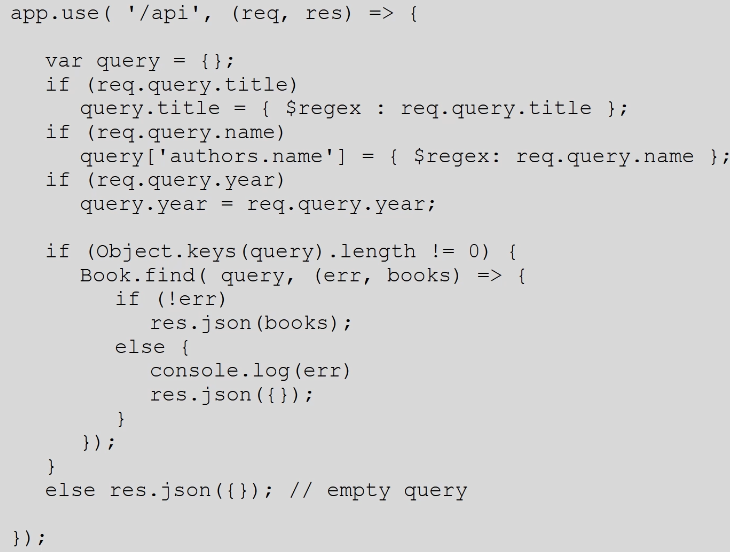 app.use( '/api', (req, res) => {
var query = {};
if (req.query.title)
query.title = { $regex : req.query.title };
if (req.query.name)
query['authors.name'] = { $regex: req.query.name };
if (req.query.year)
query.year = req.query.year;
if (Object.keys(query).length != 0) {
Book.find( query, (err, books) => {
if (!err)
res.json(books);
else {
console.log(err)
res.json({});
}
});
}
else res.json({}); // empty query
});